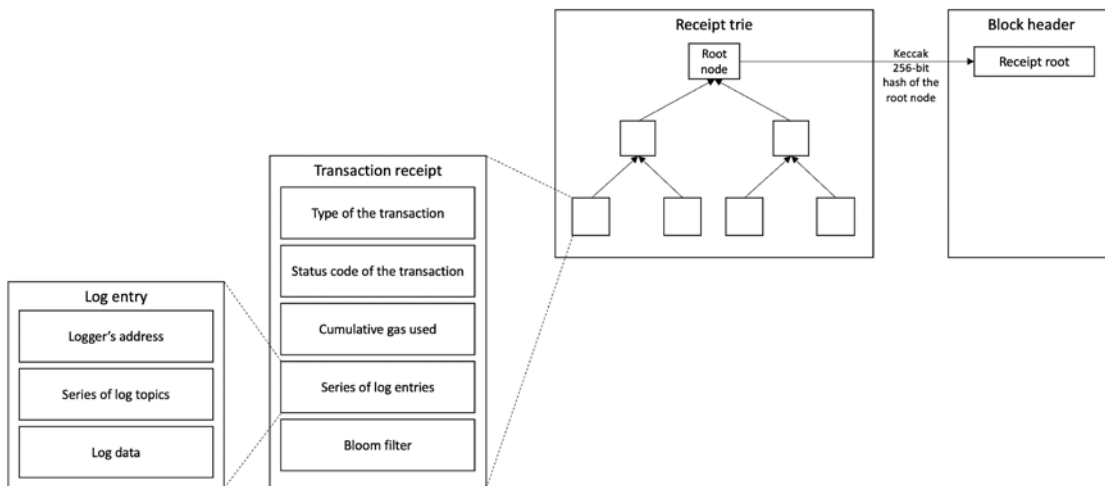 Receipt trie
Root
node
Keccak
256-bit
hash of the
root node
Block header
Receipt root
Transaction receipt
Type of the transaction
Status code of the transaction
Cumulative gas used
Series of log entries
Bloom filter
Log entry
Logger’s address
Series of log topics
Log data